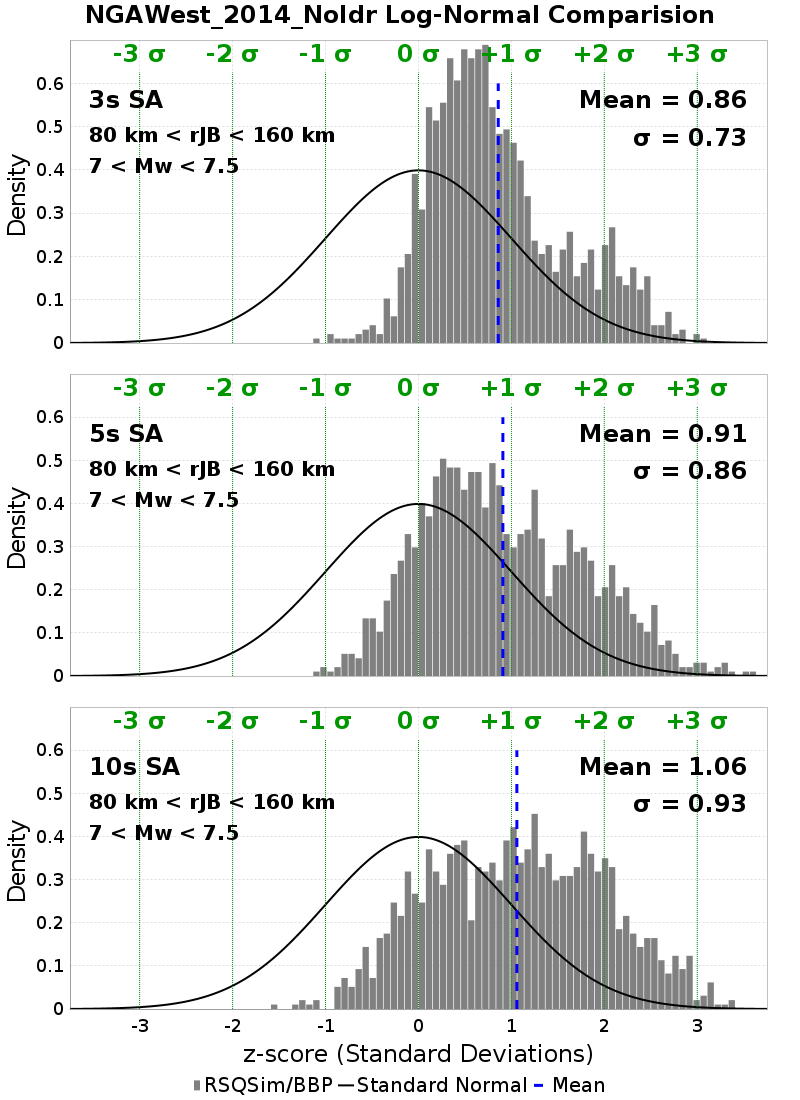 NGAWest_2014_NoIdr Log-Normal Comparision
-3 σ -2 σ -1 σ 0 σ +1 σ +2 σ +3 σ
3s SA
Mean = 0.86
80 km < rJB < 160 km
σ = 0.73
7 < Mw < 7.5
Density
0.6
0.5
0.4
0.3
0.2
0.1
0
-3 σ -2 σ -1 σ 0 σ +1 σ +2 σ +3 σ
5s SA
Mean = 0.91
80 km < rJB < 160 km
σ = 0.86
7 < Mw < 7.5
Density
0.6
0.5
0.4
0.3
0.2
0.1
0
-3 σ -2 σ -1 σ 0 σ +1 σ +2 σ +3 σ
10s SA
Mean = 1.06
80 km < rJB < 160 km
σ = 0.93
7 < Mw < 7.5
Density
0.6
0.5
0.4
0.3
0.2
0.1
0
-3 -2 -1 0 1 2 3
z-score (Standard Deviations)
RSQSim/BBP Standard Normal Mean